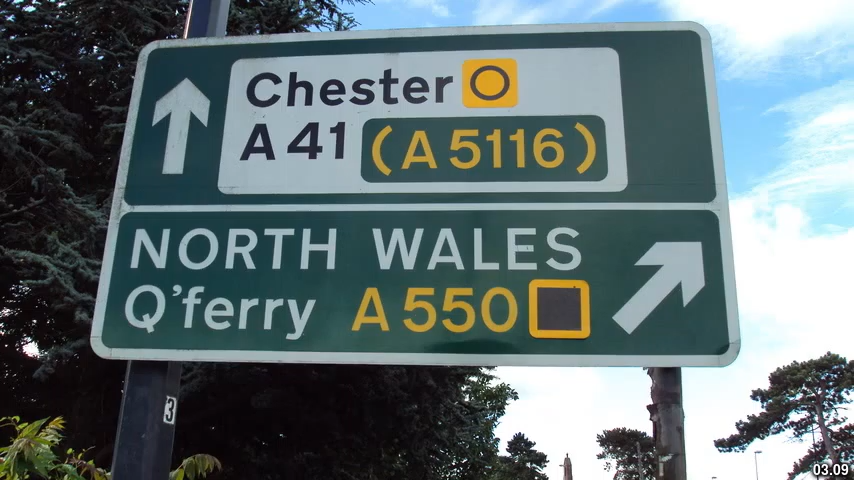 Chester
A 41 (A 5116)
NORTH WALES
Q'ferry A 550
3
03.09